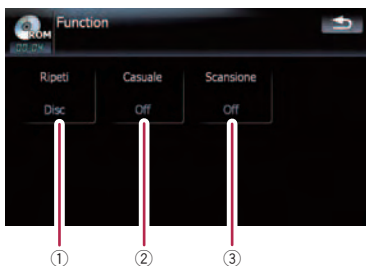 Function
ROM
Ripeti Casuale Scansione
Disc Off Off
① ② ③